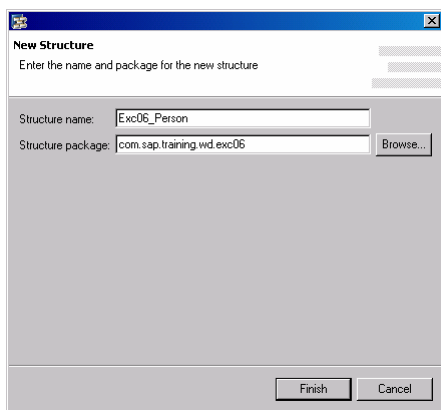 New Structure
Enter the name and package for the new structure
Structure name: Exc06_Person
Structure package: com.sap.training.wd.exc06 Browse...
Finish Cancel